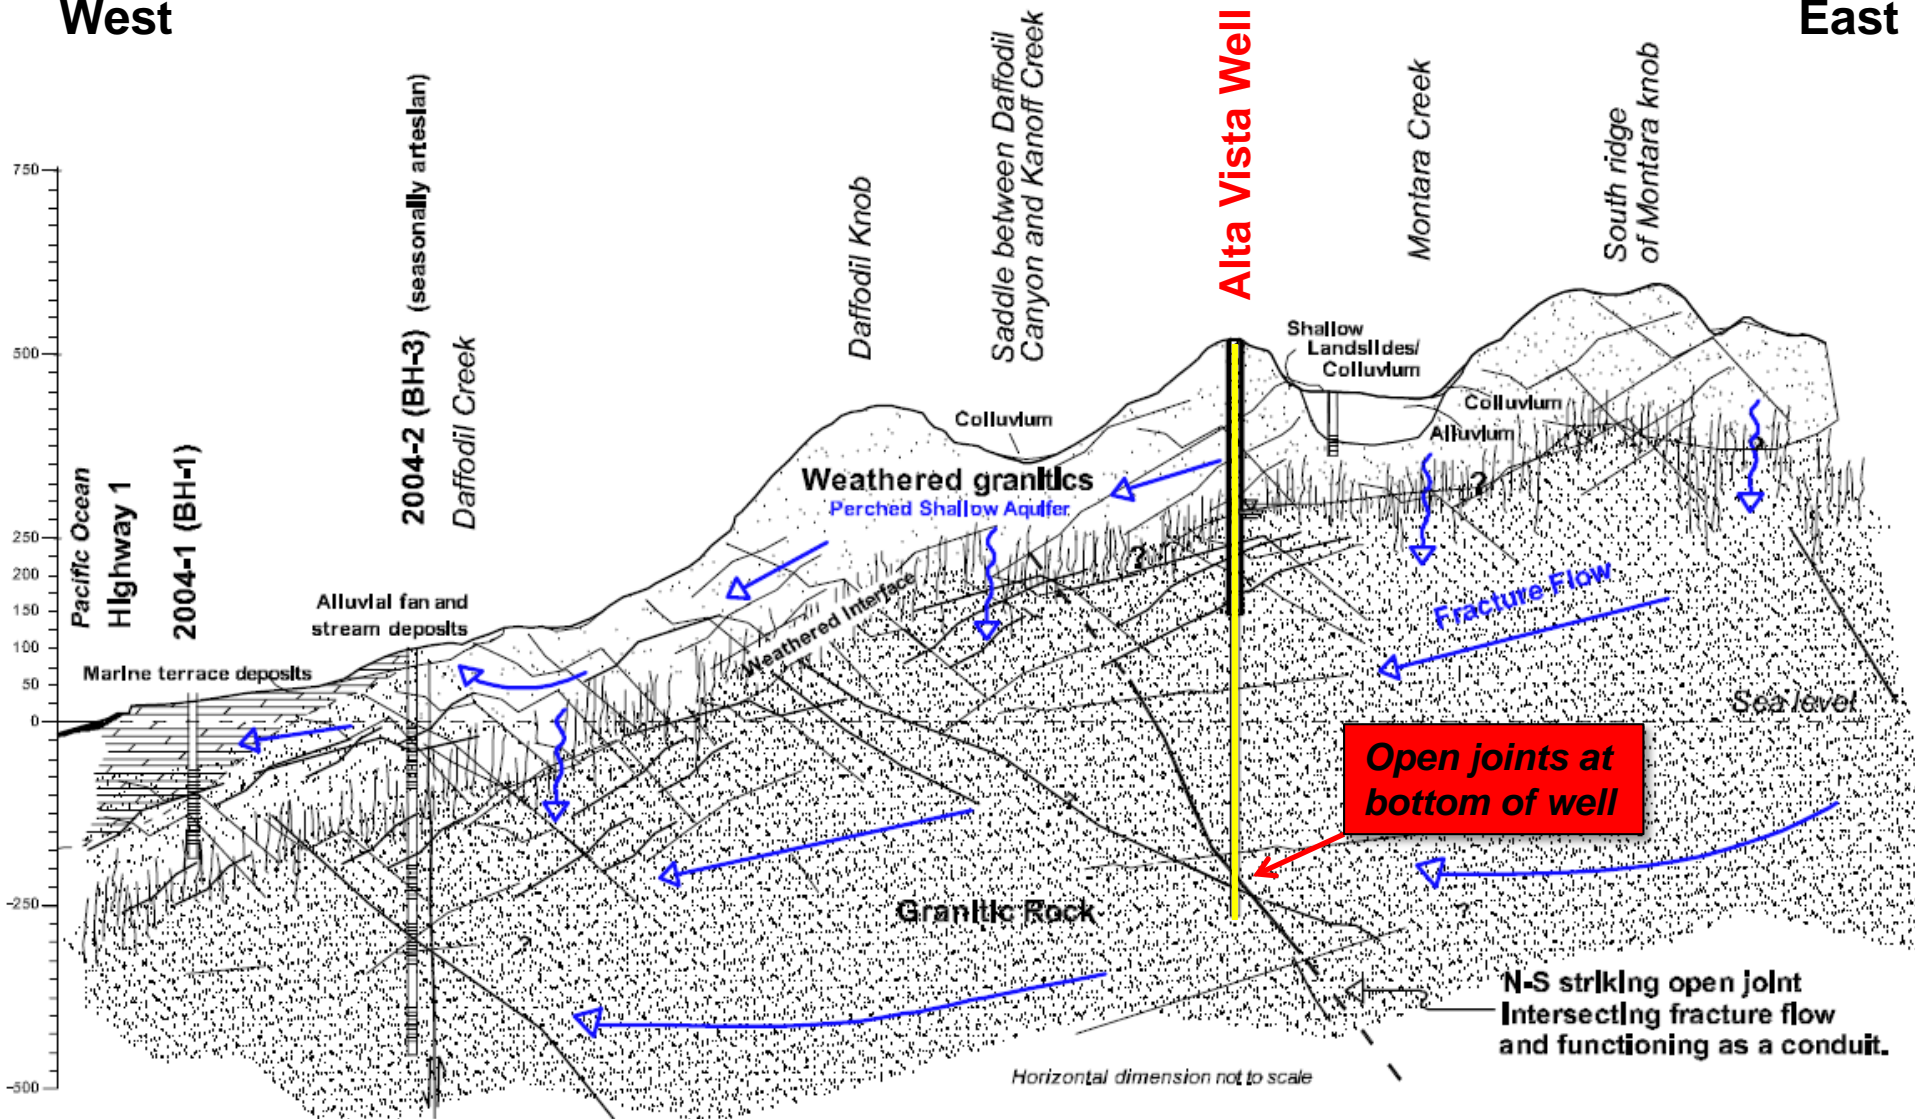 West
East
Pacific Ocean
Highway 1
2004-1 (BH-1)
2004-2 (BH-3) (seasonally artesian)
Daffodil Creek
Daffodil Knob
Saddle between Daffodil
Canyon and Kanoff Creek
Alta Vista Well
Montara Creek
South ridge
of Montara knob
750
500
250
200
150
100
50
0
-250
-500
Shallow
Landslides/
Colluvium
Colluvium
Colluvium
Alluvium
Weathered granitics
Perched Shallow Aquifer
?
?
?
Weathered Interface
Alluvial fan and
stream deposits
Marine terrace deposits
Fracture Flow
Sea level
Open joints at
bottom of well
?
?
?
Granitic Rock
N-S striking open joint
Intersecting fracture flow
and functioning as a conduit.
Horizontal dimension not to scale